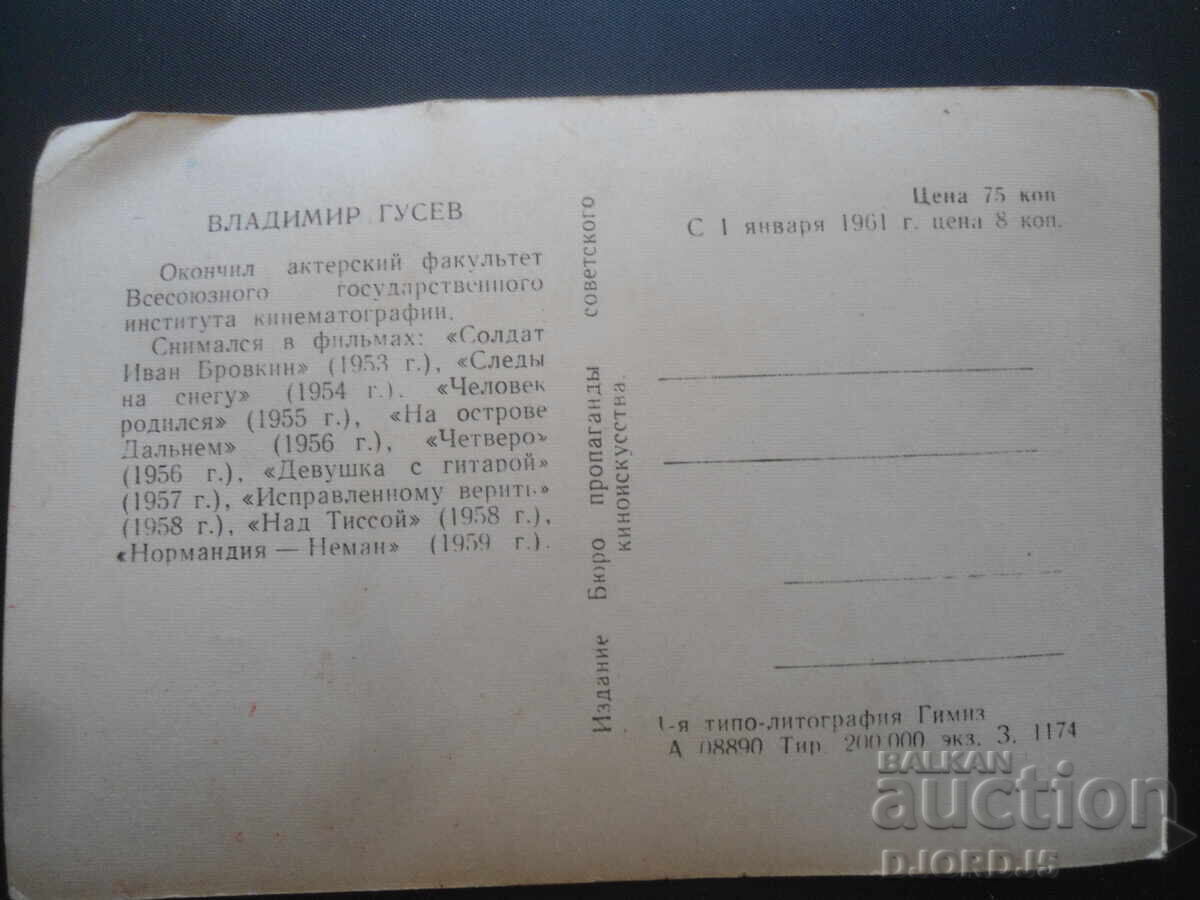 ВЛАДИМИР ГУСЕВ
Окончил актерский факультет
Всесоюзного государственного
института кинематографии.
Снимался в фильмах: «Солдат
Иван Бровкин» (1953 г.), «Следы
на снегу» (1954 г.). «Человек
родился» (1955 г.), «На острове
Дальнем» (1956 г.), «Четверо»
(1956 г.), «Девушка с гитарой»
(1957 г.), «Исправленному верить»
(1958 г.), «Над Тиссой» (1958 г.),
«Нормандия — Неман» (1959 г.).
Издание Бюро пропаганды советского
киноискусства.
Цена 75 коп
С 1 января 1961 г. цена 8 коп.
1-я типо-литография Гимиз
А 08890 Тир. 200.000 экз. З. 1174
BALKAN
auction
DJORDJ5